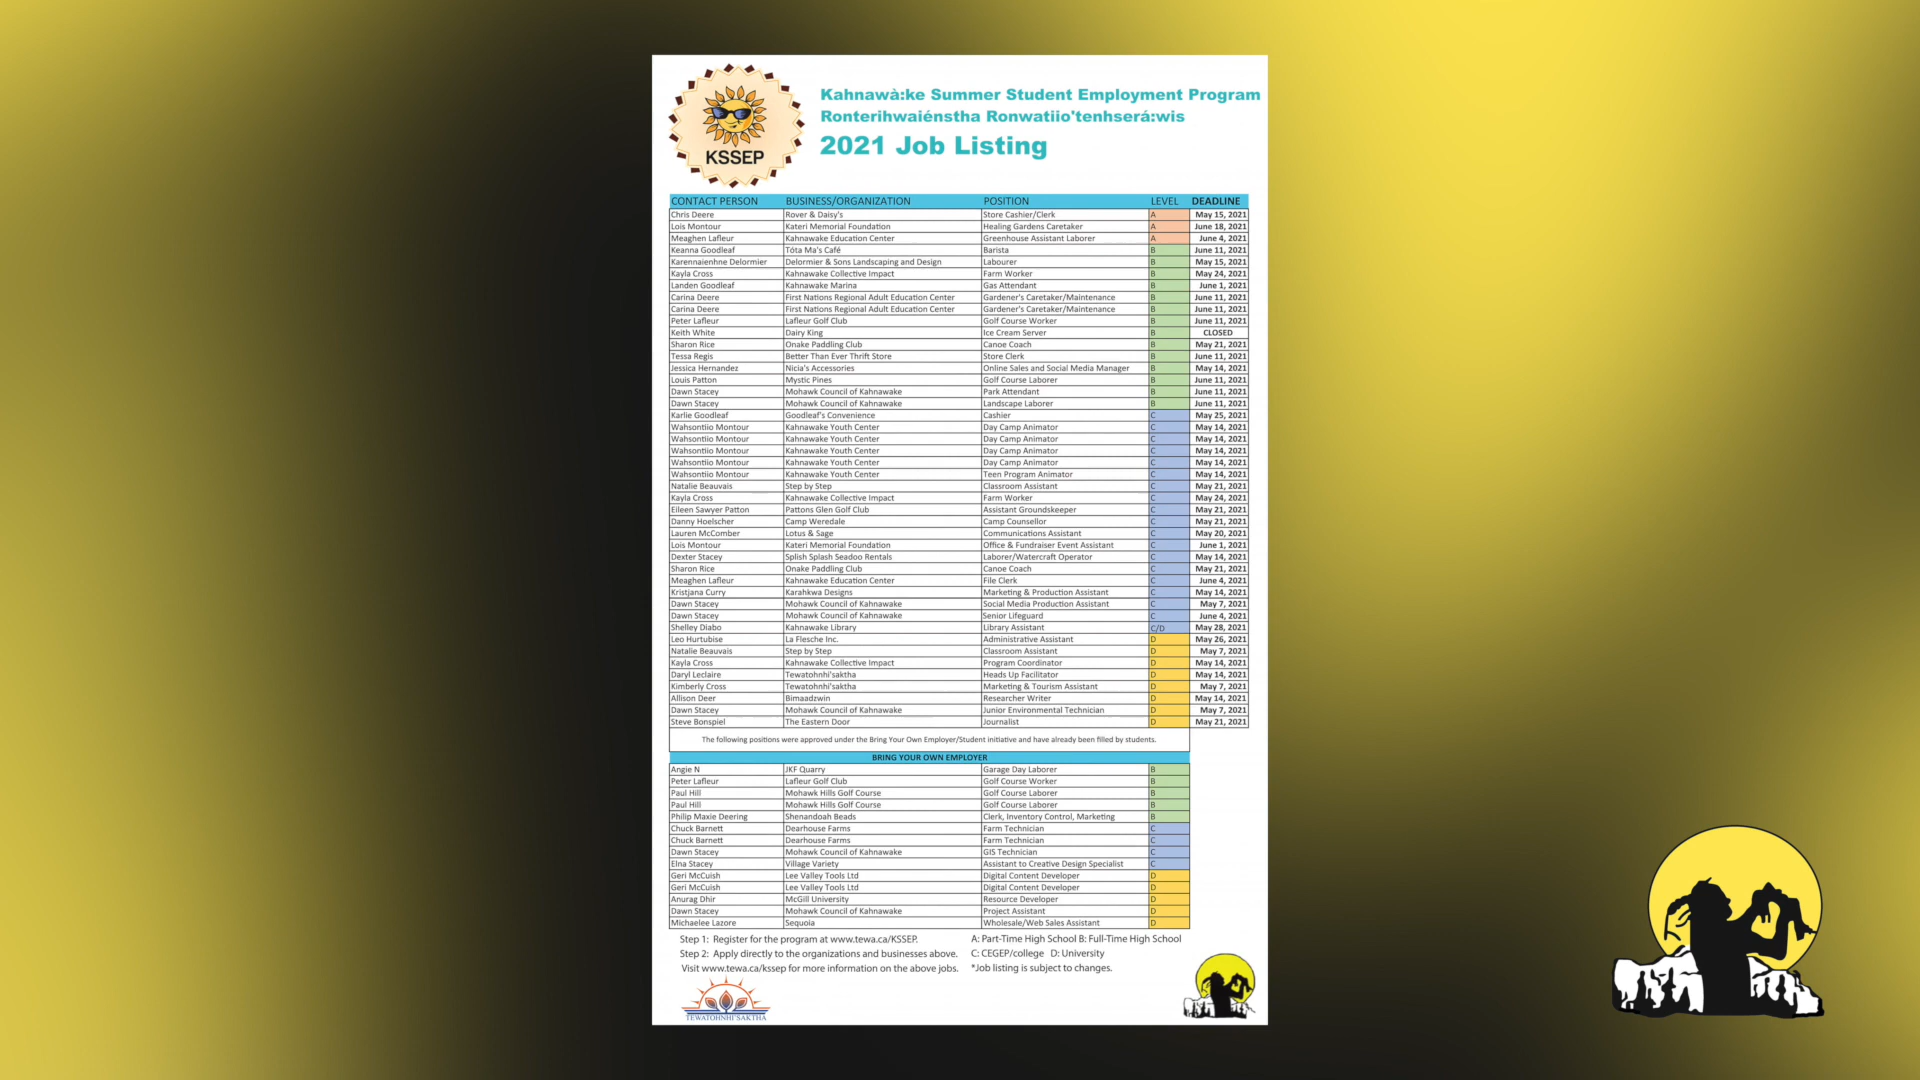 KSSEP
Kahnawà:ke Summer Student Employment Program
Ronterihwaiénstha Ronwatiio'tenhserá:wis
2021 Job Listing
CONTACT PERSON BUSINESS/ORGANIZATION POSITION LEVEL DEADLINE
Chris Deere Rover & Daisy's Store Cashier/Clerk A May 15, 2021
Lois Montour Kateri Memorial Foundation Healing Gardens Caretaker A June 18, 2021
Meaghen Lafleur Kahnawake Education Center Greenhouse Assistant Laborer A June 4, 2021
Keanna Goodleaf Tóta Ma's Café Barista B June 11, 2021
Karennaienhne Delormier Delormier & Sons Landscaping and Design Labourer B May 15, 2021
Kayla Cross Kahnawake Collective Impact Farm Worker B May 24, 2021
Landen Goodleaf Kahnawake Marina Gas Attendant B June 1, 2021
Carina Deere First Nations Regional Adult Education Center Gardener's Caretaker/Maintenance B June 11, 2021
Carina Deere First Nations Regional Adult Education Center Gardener's Caretaker/Maintenance B June 11, 2021
Peter Lafleur Lafleur Golf Club Golf Course Worker B June 11, 2021
Keith White Dairy King Ice Cream Server B CLOSED
Sharon Rice Onake Paddling Club Canoe Coach B May 21, 2021
Tessa Regis Better Than Ever Thrift Store Store Clerk B June 11, 2021
Jessica Hernandez Nicia's Accessories Online Sales and Social Media Manager B May 14, 2021
Louis Patton Mystic Pines Golf Course Laborer B June 11, 2021
Dawn Stacey Mohawk Council of Kahnawake Park Attendant B June 11, 2021
Dawn Stacey Mohawk Council of Kahnawake Landscape Laborer B June 11, 2021
Karlie Goodleaf Goodleaf's Convenience Cashier C May 25, 2021
Wahsontiio Montour Kahnawake Youth Center Day Camp Animator C May 14, 2021
Wahsontiio Montour Kahnawake Youth Center Day Camp Animator C May 14, 2021
Wahsontiio Montour Kahnawake Youth Center Day Camp Animator C May 14, 2021
Wahsontiio Montour Kahnawake Youth Center Day Camp Animator C May 14, 2021
Wahsontiio Montour Kahnawake Youth Center Teen Program Animator C May 14, 2021
Natalie Beauvais Step by Step Classroom Assistant C May 21, 2021
Kayla Cross Kahnawake Collective Impact Farm Worker C May 24, 2021
Eileen Sawyer Patton Pattons Glen Golf Club Assistant Groundskeeper C May 21, 2021
Danny Hoelscher Camp Weredale Camp Counsellor C May 21, 2021
Lauren McComber Lotus & Sage Communications Assistant C May 20, 2021
Lois Montour Kateri Memorial Foundation Office & Fundraiser Event Assistant C June 1, 2021
Dexter Stacey Splish Splash Seadoo Rentals Laborer/Watercraft Operator C May 14, 2021
Sharon Rice Onake Paddling Club Canoe Coach C May 21, 2021
Meaghen Lafleur Kahnawake Education Center File Clerk C June 4, 2021
Kristjana Curry Karahkwa Designs Marketing & Production Assistant C May 14, 2021
Dawn Stacey Mohawk Council of Kahnawake Social Media Production Assistant C May 7, 2021
Dawn Stacey Mohawk Council of Kahnawake Senior Lifeguard C June 4, 2021
Shelley Diabo Kahnawake Library Library Assistant C/D May 28, 2021
Leo Hurtubise La Flesche Inc. Administrative Assistant D May 26, 2021
Natalie Beauvais Step by Step Classroom Assistant D May 7, 2021
Kayla Cross Kahnawake Collective Impact Program Coordinator D May 14, 2021
Daryl Leclaire Tewatohnhi'saktha Heads Up Facilitator D May 14, 2021
Kimberly Cross Tewatohnhi'saktha Marketing & Tourism Assistant D May 7, 2021
Allison Deer Bimaadzwin Researcher Writer D May 14, 2021
Dawn Stacey Mohawk Council of Kahnawake Junior Environmental Technician D May 7, 2021
Steve Bonspiel The Eastern Door Journalist D May 21, 2021
The following positions were approved under the Bring Your Own Employer/Student initiative and have already been filled by students.
BRING YOUR OWN EMPLOYER
Angie N JKF Quarry Garage Day Laborer B
Peter Lafleur Lafleur Golf Club Golf Course Worker B
Paul Hill Mohawk Hills Golf Course Golf Course Laborer B
Paul Hill Mohawk Hills Golf Course Golf Course Laborer B
Philip Maxie Deering Shenandoah Beads Clerk, Inventory Control, Marketing B
Chuck Barnett Dearhouse Farms Farm Technician C
Chuck Barnett Dearhouse Farms Farm Technician C
Dawn Stacey Mohawk Council of Kahnawake GIS Technician C
Elna Stacey Village Variety Assistant to Creative Design Specialist C
Geri McCuish Lee Valley Tools Ltd Digital Content Developer D
Geri McCuish Lee Valley Tools Ltd Digital Content Developer D
Anurag Dhir McGill University Resource Developer D
Dawn Stacey Mohawk Council of Kahnawake Project Assistant D
Michaelee Lazore Sequoia Wholesale/Web Sales Assistant D
Step 1: Register for the program at www.tewa.ca/KSSEP. A: Part-Time High School B: Full-Time High School
Step 2: Apply directly to the organizations and businesses above. C: CEGEP/college D: University
Visit www.tewa.ca/kssep for more information on the above jobs. *Job listing is subject to changes.
TEWATOHNHI'SAKTHA